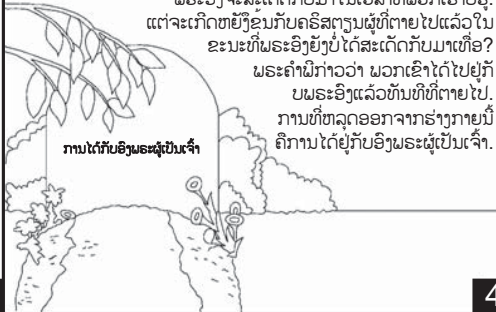 ແຕ່ຈະເກີດຫຍັງຂຶ້ນກັບຄຣິສຕຽນຜູ້ທີ່ຕາຍໄປແລ້ວໃນ
ຂະນະທີ່ພຣະອົງຍັງບໍ່ໄດ້ສະເດັດກັບມາເທື່ອ?
ພຣະຄຳພີກ່າວວ່າ ພວກເຂົາໄດ້ໄປຢູ່ກັ
ບພຣະອົງແລ້ວທັນທີທີ່ຕາຍໄປ.
ການທີ່ຫລຸດອອກຈາກຮ່າງກາຍນີ້
ຄືການໄດ້ຢູ່ກັບອົງພຣະຜູ້ເປັນເຈົ້າ.
ການໄດ້ກັບອົງພຣະຜູ້ເປັນເຈົ້າ
4